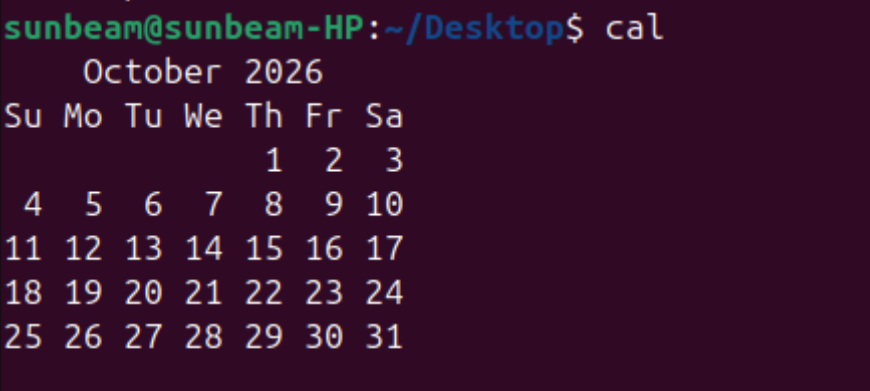 sunbeam@sunbeam-HP:~/Desktop$ cal
    October 2026
Su Mo Tu We Th Fr Sa
             1  2  3
 4  5  6  7  8  9 10
11 12 13 14 15 16 17
18 19 20 21 22 23 24
25 26 27 28 29 30 31